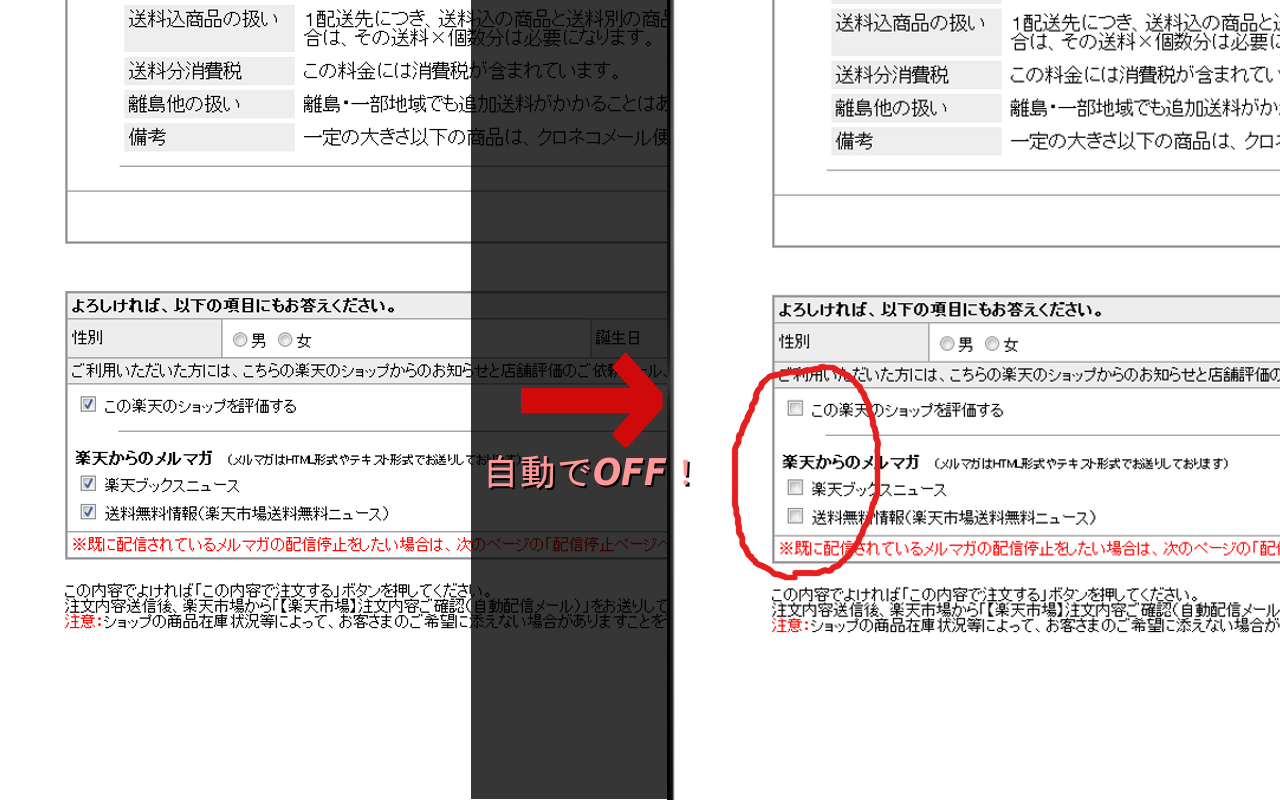 送料込商品の扱い 1配送先につき、送料込の商品と送料別の商品
合は、その送料×個数分は必要になります。
送料分消費税 この料金には消費税が含まれています。
離島他の扱い 離島・一部地域でも追加送料がかかることはあ
備考 一定の大きさ以下の商品は、クロネコメール便
よろしければ、以下の項目にもお答えください。
性別 男 女 誕生日
ご利用いただいた方には、こちらの楽天のショップからのお知らせと店舗評価のご依頼メール、
この楽天のショップを評価する
楽天からのメルマガ (メルマガはHTML形式やテキスト形式でお送りしております)
楽天ブックスニュース
送料無料情報(楽天市場送料無料ニュース)
※既に配信されているメルマガの配信停止をしたい場合は、次のページの「配信停止ページへ
この内容でよければ「この内容で注文する」ボタンを押してください。
注文内容送信後、楽天市場から「【楽天市場】注文内容ご確認(自動配信メール)」をお送りして
注意:ショップの商品在庫状況等によって、お客さまのご希望に添えない場合がありますことを
自動でOFF!
送料込商品の扱い 1配送先につき、送料込の商品と
合は、その送料×個数分は必要に
送料分消費税 この料金には消費税が含まれてい
離島他の扱い 離島・一部地域でも追加送料がか
備考 一定の大きさ以下の商品は、クロネ
よろしければ、以下の項目にもお答えください。
性別 男 女
ご利用いただいた方には、こちらの楽天のショップからのお知らせと店舗評価の
この楽天のショップを評価する
楽天からのメルマガ (メルマガはHTML形式やテキスト形式でお送りしております)
楽天ブックスニュース
送料無料情報(楽天市場送料無料ニュース)
※既に配信されているメルマガの配信停止をしたい場合は、次のページの「配信
この内容でよければ「この内容で注文する」ボタンを押してください。
注文内容送信後、楽天市場から「【楽天市場】注文内容ご確認(自動配信メール
注意:ショップの商品在庫状況等によって、お客さまのご希望に添えない場合が